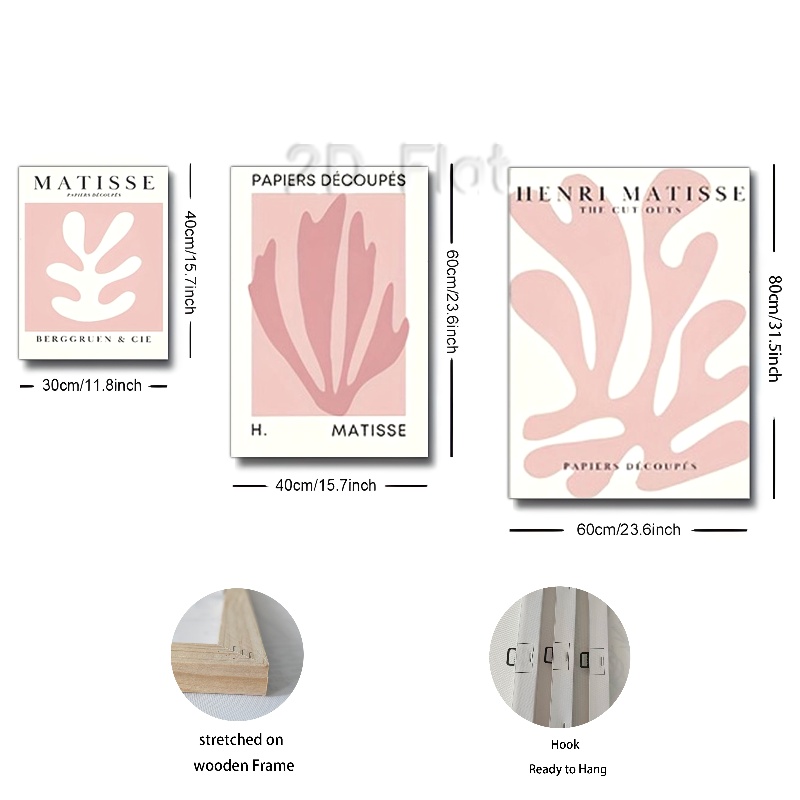 2D Flat
MATISSE
PAPIERS DÉCOUPÉS
BERGGRUEN & CIE
40cm/15.7inch
30cm/11.8inch
PAPIERS DÉCOUPÉS
H. MATISSE
60cm/23.6inch
40cm/15.7inch
HENRI MATISSE
THE CUT OUTS
PAPIERS DÉCOUPÉS
80cm/31.5inch
60cm/23.6inch
stretched on
wooden Frame
Hook
Ready to Hang